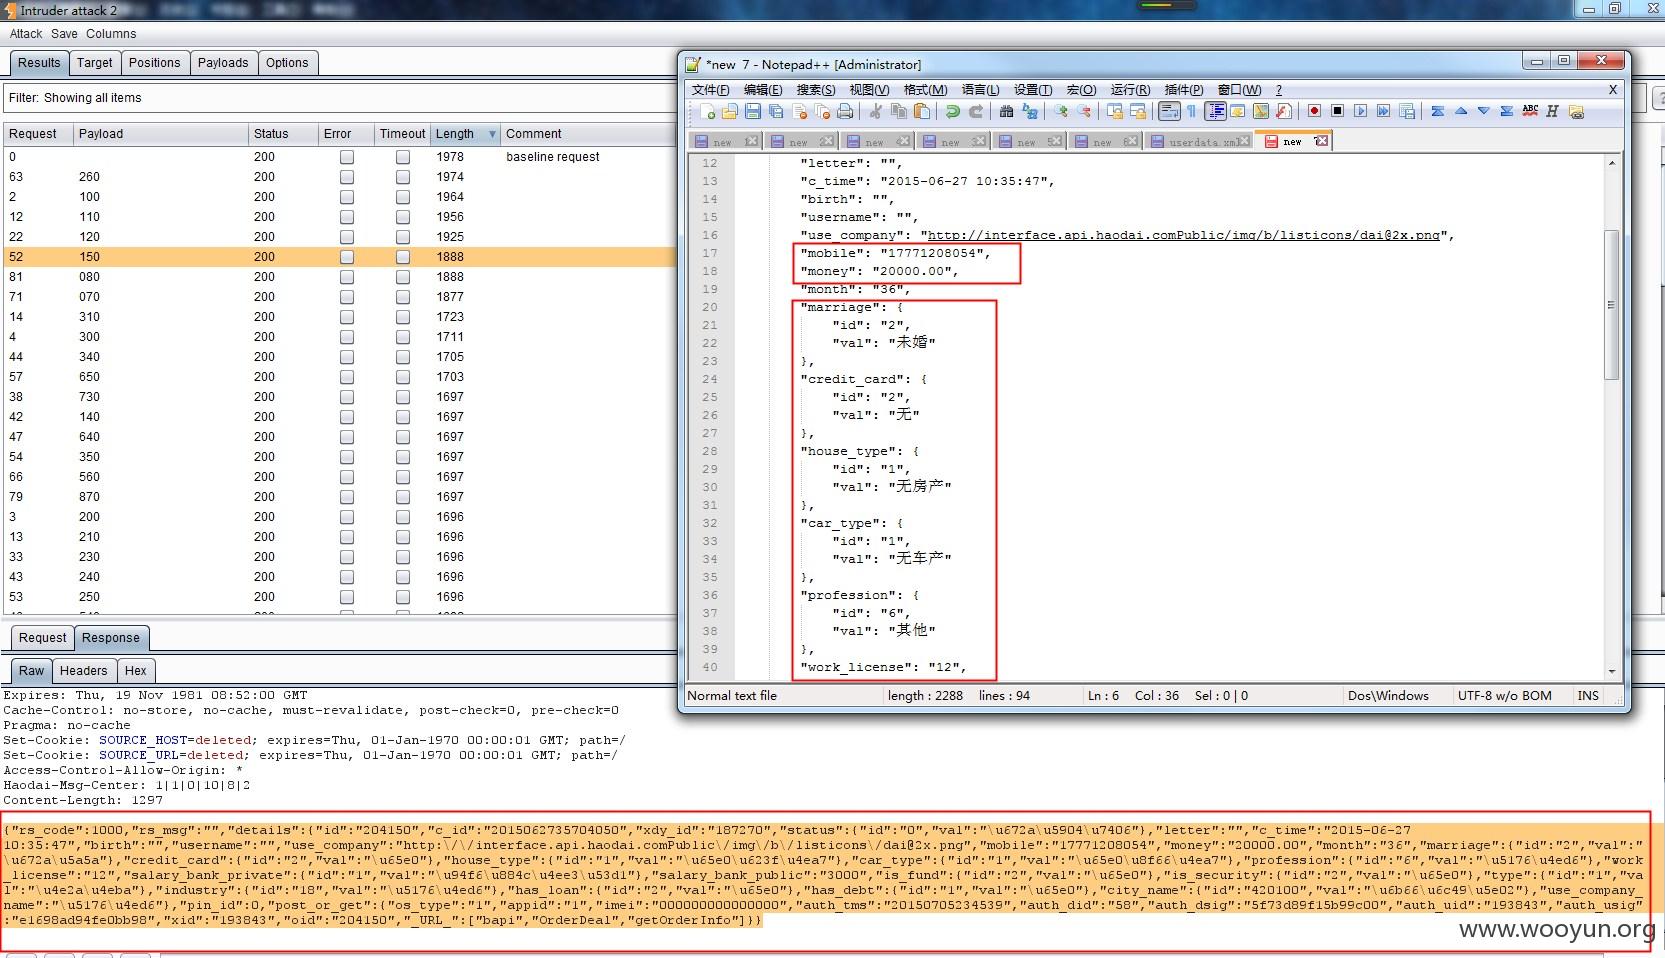 Intruder attack 2
Attack Save Columns
Results Target Positions Payloads Options
Filter: Showing all items
Request Payload Status Error Timeout Length Comment
0 200 1978 baseline request
63 260 200 1974
2 100 200 1964
12 110 200 1956
22 120 200 1925
52 150 200 1888
81 080 200 1888
71 070 200 1877
14 310 200 1723
4 300 200 1711
44 340 200 1705
57 650 200 1703
38 730 200 1697
42 140 200 1697
47 640 200 1697
54 350 200 1697
66 560 200 1697
79 870 200 1697
3 200 200 1696
13 210 200 1696
33 230 200 1696
43 240 200 1696
53 250 200 1696
*new 7 - Notepad++ [Administrator]
文件(F) 编辑(E) 搜索(S) 视图(V) 格式(M) 语言(L) 设置(T) 宏(O) 运行(R) 插件(P) 窗口(W) ? X
new new new new new new userdata.xml new
12 "letter": "",
13 "c_time": "2015-06-27 10:35:47",
14 "birth": "",
15 "username": "",
16 "use_company": "http://interface.api.haodai.comPublic/img/b/listicons/dai@2x.png",
17 "mobile": "17771208054",
18 "money": "20000.00",
19 "month": "36",
20 "marriage": {
21 "id": "2",
22 "val": "未婚"
23 },
24 "credit_card": {
25 "id": "2",
26 "val": "无"
27 },
28 "house_type": {
29 "id": "1",
30 "val": "无房产"
31 },
32 "car_type": {
33 "id": "1",
34 "val": "无车产"
35 },
36 "profession": {
37 "id": "6",
38 "val": "其他"
39 },
40 "work_license": "12",
Normal text file length : 2288 lines : 94 Ln : 6 Col : 36 Sel : 0 | 0 Dos\Windows UTF-8 w/o BOM INS
Request Response
Raw Headers Hex
Expires: Thu, 19 Nov 1981 08:52:00 GMT
Cache-Control: no-store, no-cache, must-revalidate, post-check=0, pre-check=0
Pragma: no-cache
Set-Cookie: SOURCE_HOST=deleted; expires=Thu, 01-Jan-1970 00:00:01 GMT; path=/
Set-Cookie: SOURCE_URL=deleted; expires=Thu, 01-Jan-1970 00:00:01 GMT; path=/
Access-Control-Allow-Origin: *
Haodai-Msg-Center: 1|1|0|10|8|2
Content-Length: 1297
{"rs_code":1000,"rs_msg":"","details":{"id":"204150","c_id":"2015062735704050","xdy_id":"187270","status":{"id":"0","val":"\u672a\u5904\u7406"},"letter":"","c_time":"2015-06-27
10:35:47","birth":"","username":"","use_company":"http:\/\/interface.api.haodai.comPublic\/img\/b\/listicons\/dai@2x.png","mobile":"17771208054","money":"20000.00","month":"36","marriage":{"id":"2","val":"
\u672a\u5a5a"},"credit_card":{"id":"2","val":"\u65e0"},"house_type":{"id":"1","val":"\u65e0\u623f\u4ea7"},"car_type":{"id":"1","val":"\u65e0\u8f66\u4ea7"},"profession":{"id":"6","val":"\u5176\u4ed6"},"work
_license":"12","salary_bank_private":{"id":"1","val":"\u94f6\u884c\u4ee3\u53d1"},"salary_bank_public":"3000","is_fund":{"id":"2","val":"\u65e0"},"is_security":{"id":"2","val":"\u65e0"},"type":{"id":"1","va
l":"\u4e2a\u4eba"},"industry":{"id":"18","val":"\u5176\u4ed6"},"has_loan":{"id":"2","val":"\u65e0"},"has_debt":{"id":"1","val":"\u65e0"},"city_name":{"id":"420100","val":"\u6b66\u6c49\u5e02"},"use_company_
name":"\u5176\u4ed6"},"pin_id":0,"post_or_get":{"os_type":"1","appid":"1","imei":"000000000000000","auth_tms":"20150705234539","auth_did":"58","auth_dsig":"5f73d89f15b99c00","auth_uid":"193843","auth_usig"
:"e1698ad94fe0bb98","xid":"193843","oid":"204150","_URL_":["bapi","OrderDeal","getOrderInfo"]}}
www.wooyun.org